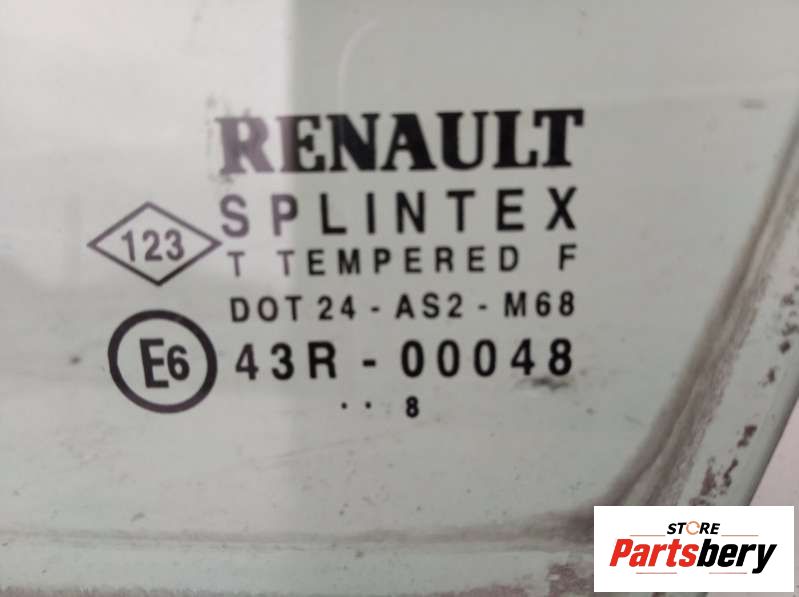 RENAULT
SPLINTEX
123
T TEMPERED F
DOT 24 - AS2 - M68
E6 43R - 00048
. . 8
STORE
Partsbery